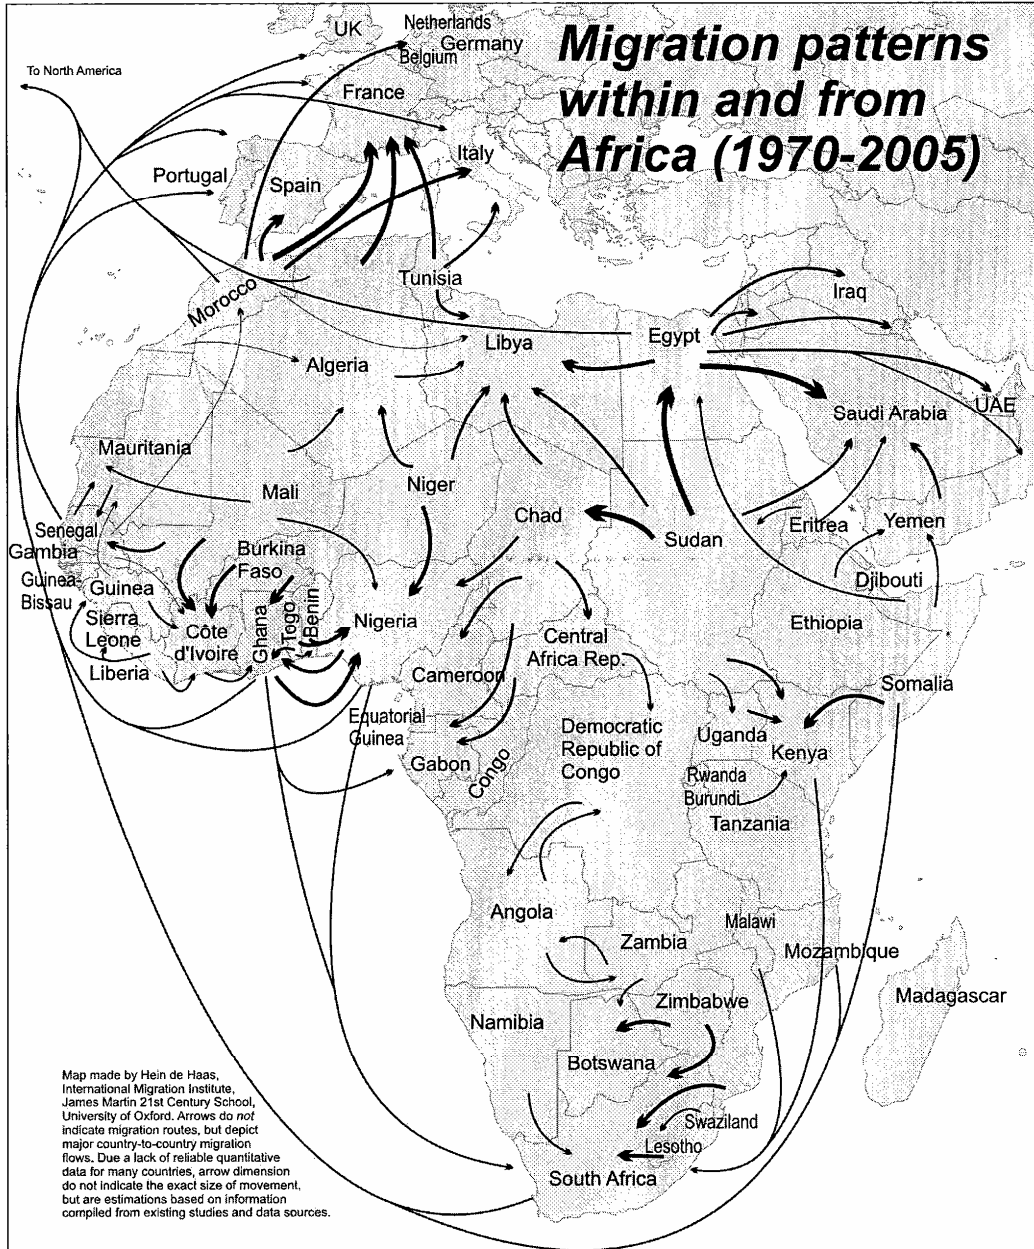 Migration patterns
within and from
Africa (1970-2005)
UK
Netherlands
Germany
Belgium
To North America
France
Italy
Portugal
Spain
Tunisia
Morocco
Iraq
Libya
Egypt
Algeria
UAE
Saudi Arabia
Mauritania
Niger
Mali
Chad
Eritrea
Yemen
Senegal
Sudan
Gambia
Burkina
Faso
Djibouti
Guinea-
Bissau
Guinea
Ghana
Togo
Benin
Nigeria
Ethiopia
Sierra
Leone
Côte
d'Ivoire
Central
Africa Rep.
Liberia
Cameroon
Somalia
Equatorial
Guinea
Democratic
Republic of
Congo
Uganda
Kenya
Gabon
Congo
Rwanda
Burundi
Tanzania
Angola
Malawi
Zambia
Mozambique
Madagascar
Zimbabwe
Namibia
Botswana
Swaziland
Lesotho
South Africa
Map made by Hein de Haas,
International Migration Institute,
James Martin 21st Century School,
University of Oxford. Arrows do not
indicate migration routes, but depict
major country-to-country migration
flows. Due a lack of reliable quantitative
data for many countries, arrow dimension
do not indicate the exact size of movement,
but are estimations based on information
compiled from existing studies and data sources.